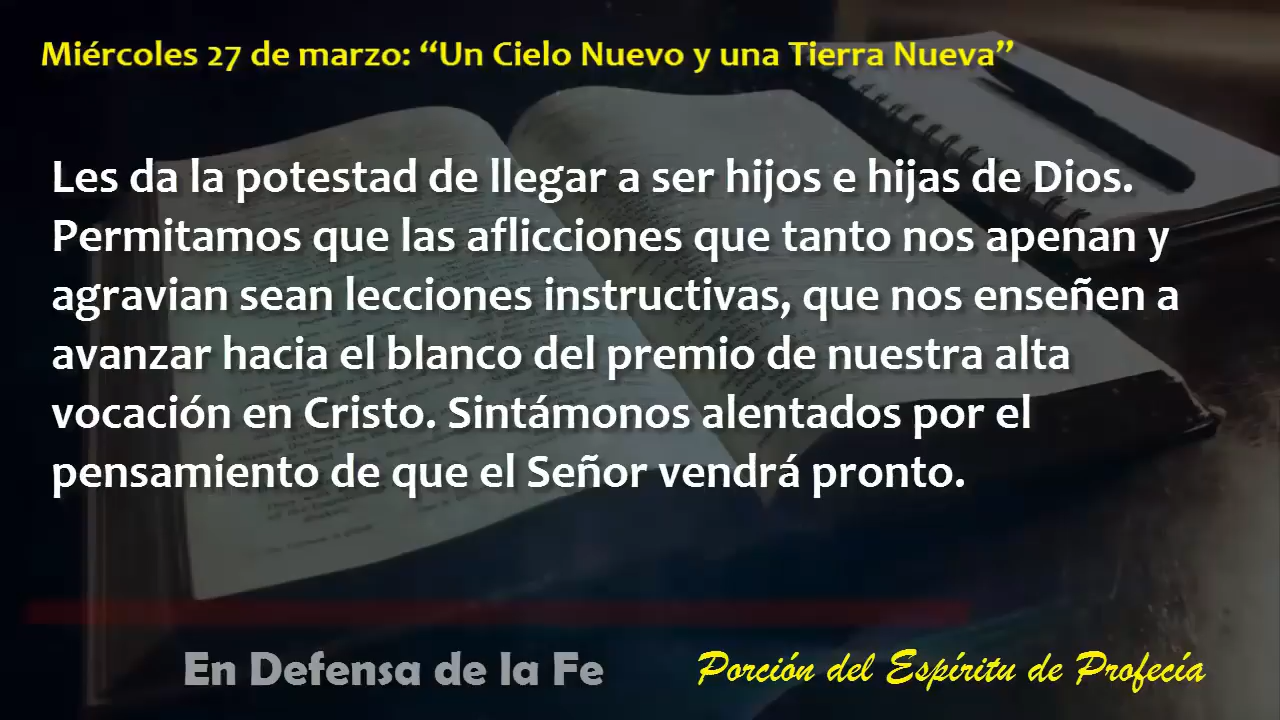 Miércoles 27 de marzo: “Un Cielo Nuevo y una Tierra Nueva”
Les da la potestad de llegar a ser hijos e hijas de Dios.
Permitamos que las aflicciones que tanto nos apenan y
agravian sean lecciones instructivas, que nos enseñen a
avanzar hacia el blanco del premio de nuestra alta
vocación en Cristo. Sintámonos alentados por el
pensamiento de que el Señor vendrá pronto.
En Defensa de la Fe
Porción del Espíritu de Profecía